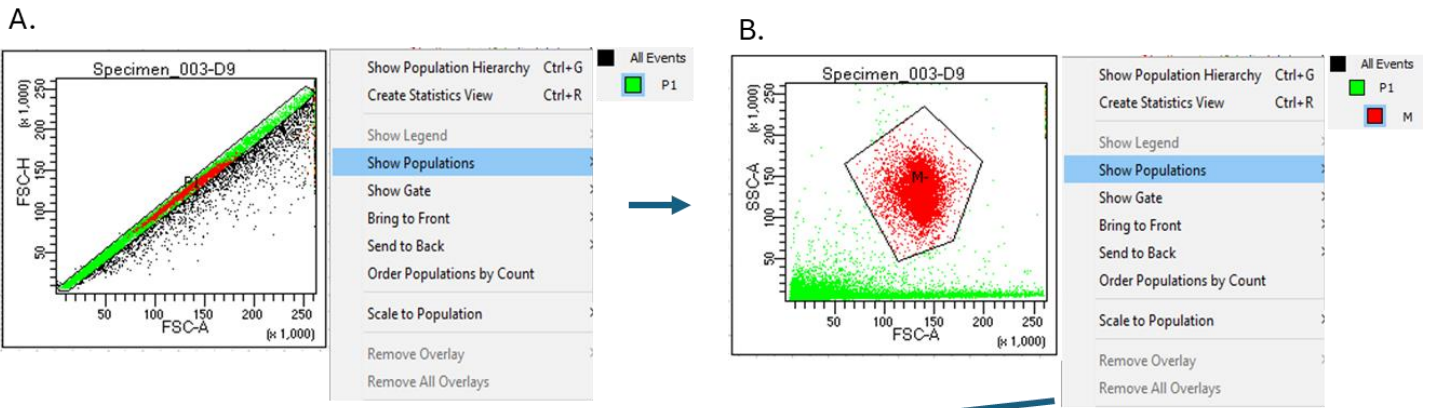 A.
Specimen_003-D9
(x 1,000)
FSC-H
250
200
150
100
50
P1
50 100 150 200 250
FSC-A
(x 1,000)
Show Population Hierarchy Ctrl+G
Create Statistics View Ctrl+R
Show Legend
Show Populations
Show Gate
Bring to Front
Send to Back
Order Populations by Count
Scale to Population
Remove Overlay
Remove All Overlays
All Events
P1
B.
Specimen_003-D9
(x 1,000)
SSC-A
250
200
150
100
50
M-
50 100 150 200 250
FSC-A
(x 1,000)
Show Population Hierarchy Ctrl+G
Create Statistics View Ctrl+R
Show Legend
Show Populations
Show Gate
Bring to Front
Send to Back
Order Populations by Count
Scale to Population
Remove Overlay
Remove All Overlays
All Events
P1
M